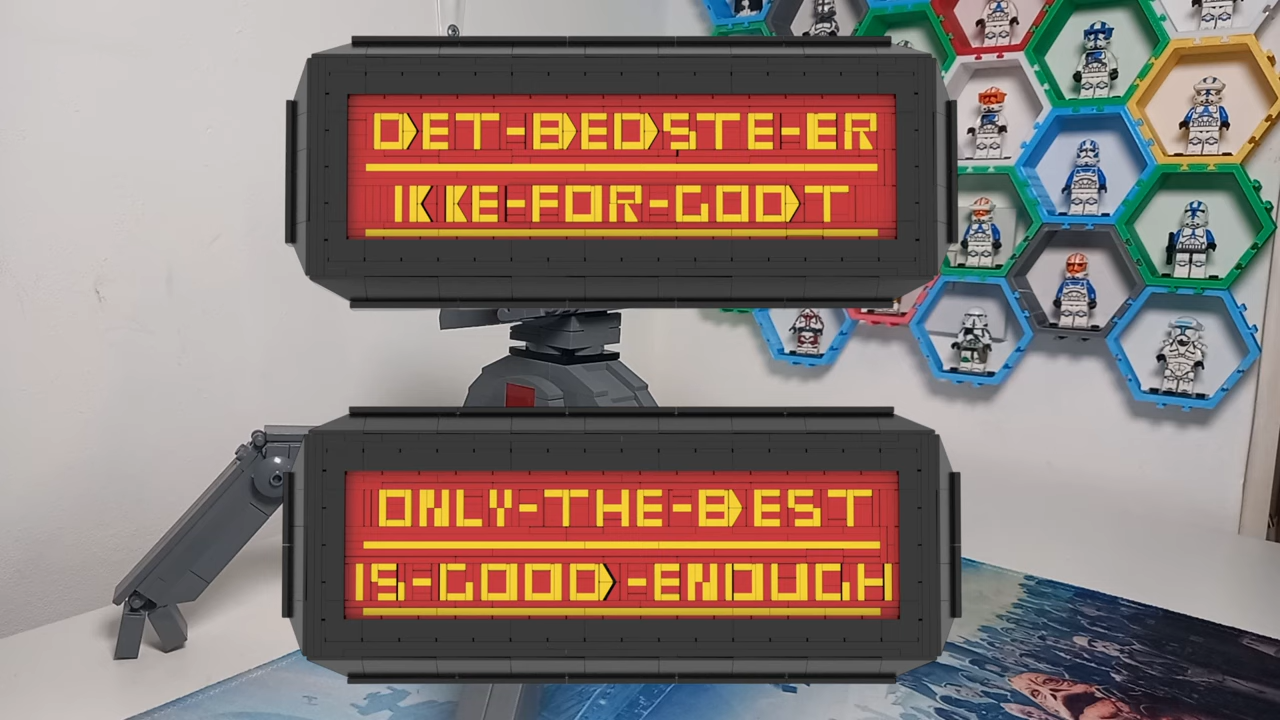 DET-BEDSTE-ER
IKKE-FOR-GODT
ONLY-THE-BEST
IS-GOOD-ENOUGH